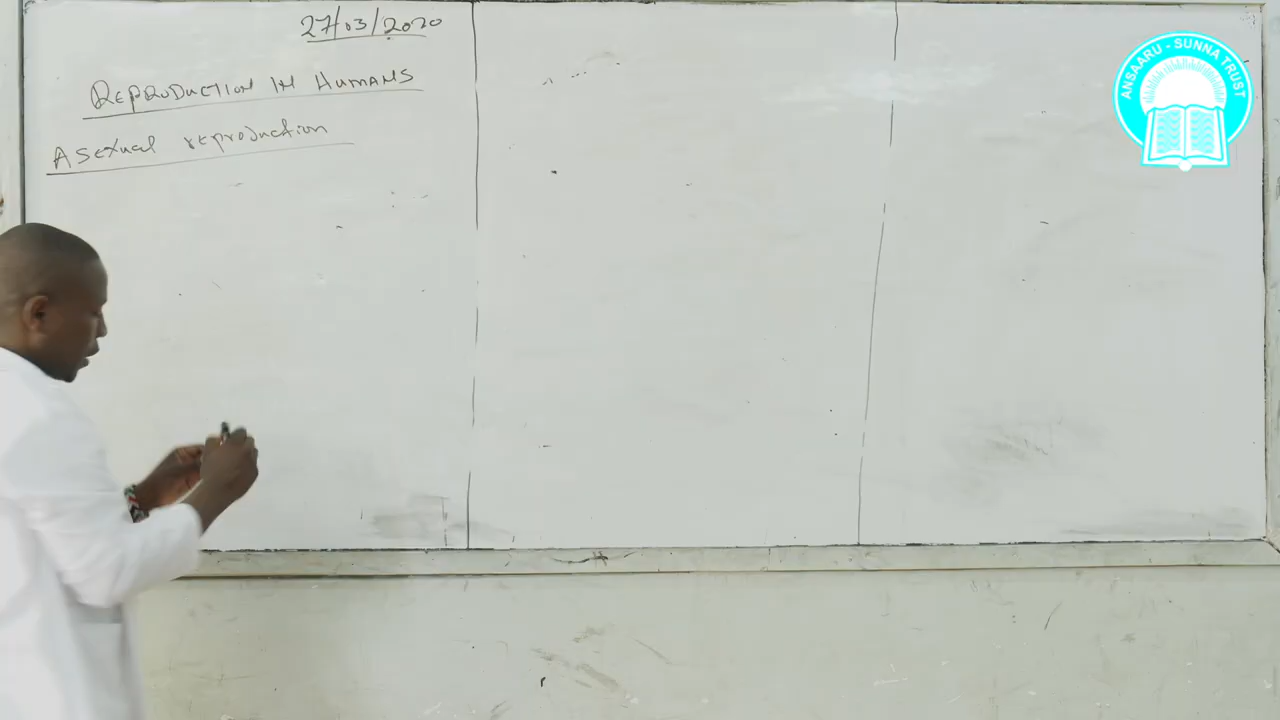 27/03/2020
REPRODUCTION IN HUMANS
Asexual reproduction
ANSAARU - SUNNA TRUST